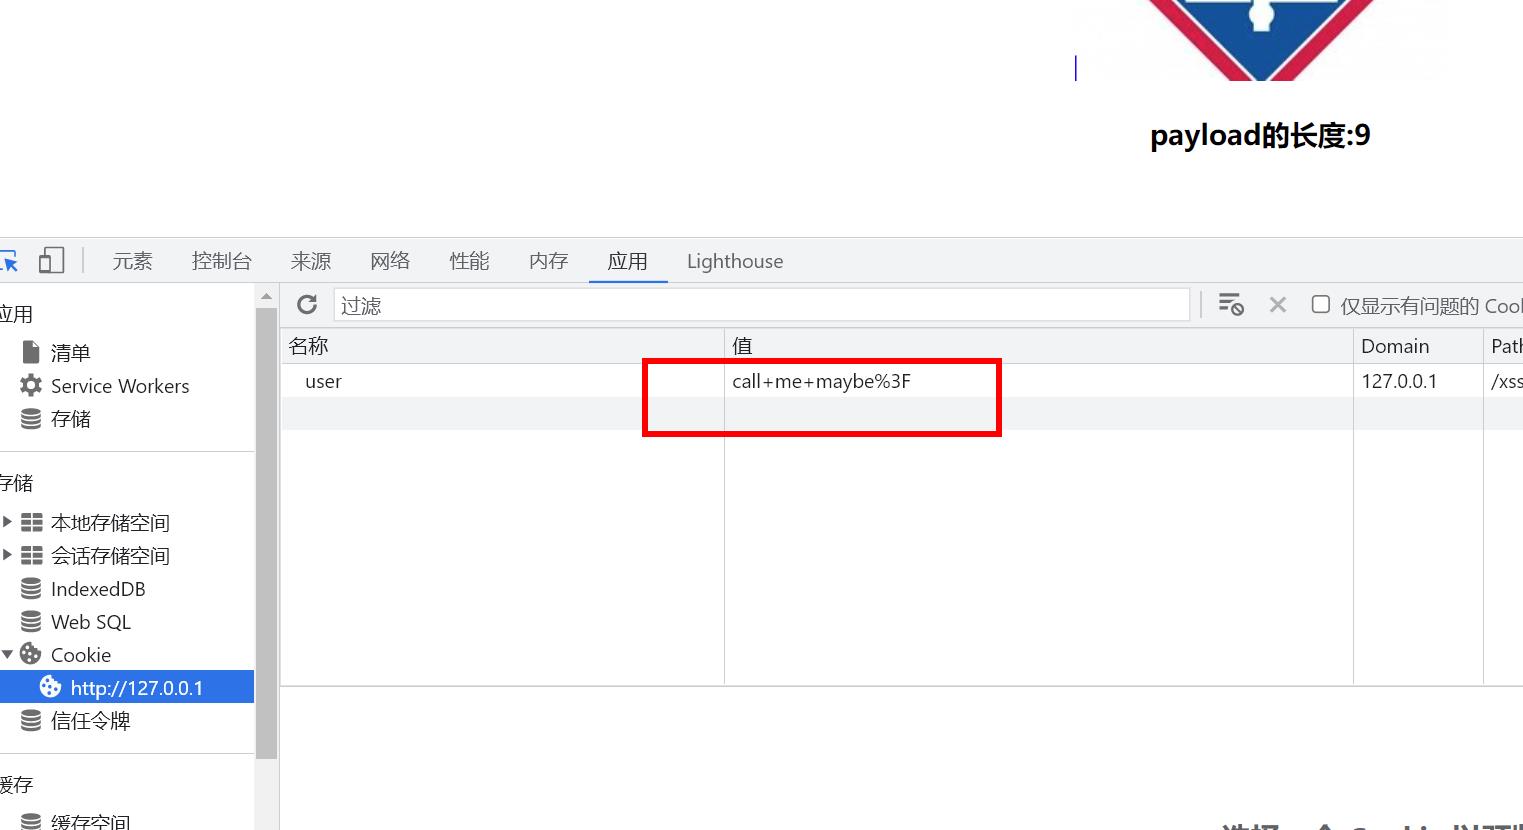 payload的长度:9
元素 控制台 来源 网络 性能 内存 应用 Lighthouse
应用
过滤
仅显示有问题的 Cool
清单
Service Workers
存储
名称 值 Domain Path
user call+me+maybe%3F 127.0.0.1 /xss
存储
本地存储空间
会话存储空间
IndexedDB
Web SQL
Cookie
http://127.0.0.1
信任令牌
缓存
缓存空间